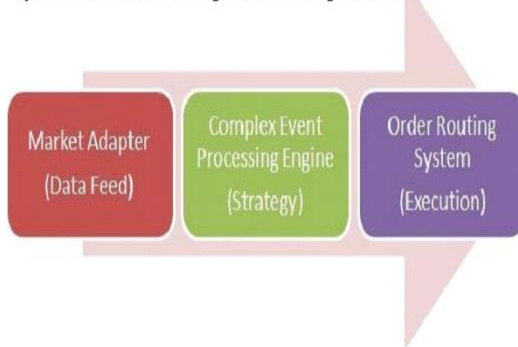 Market Adapter
(Data Feed)
Complex Event
Processing Engine
(Strategy)
Order Routing
System
(Execution)